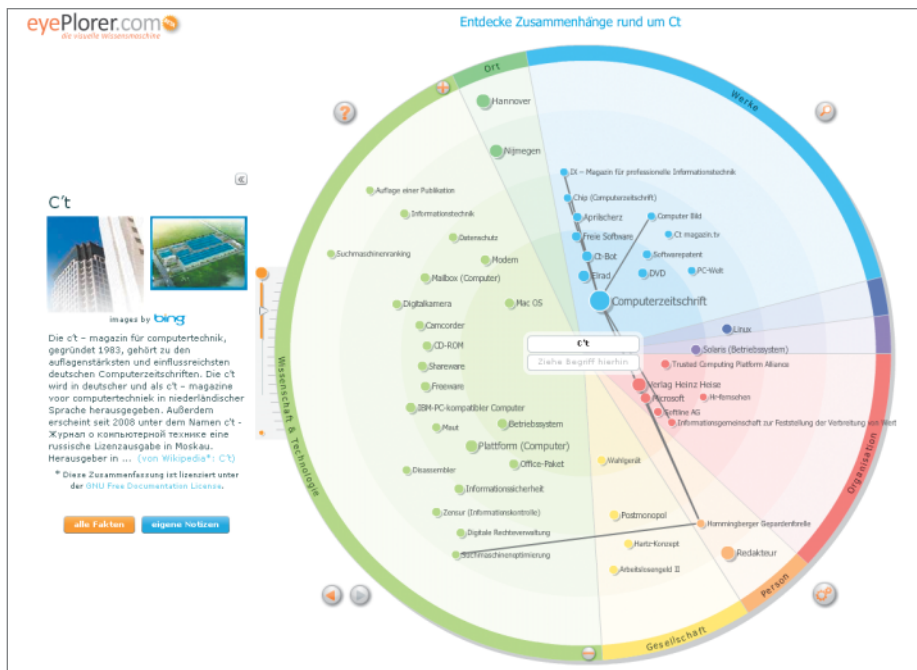 eyePlorer.com
die visuelle Wissensmaschine
Entdecke Zusammenhänge rund um Ct
C't
images by bing
Die c't – magazin für computertechnik,
gegründet 1983, gehört zu den
auflagenstärksten und einflussreichsten
deutschen Computerzeitschriften. Die c't
wird in deutscher und als c't – magazine
voor computertechniek in niederländischer
Sprache herausgegeben. Außerdem
erscheint seit 2008 unter dem Namen c't -
Журнал о компьютерной технике eine
russische Lizenzausgabe in Moskau.
Herausgeber in ... (von Wikipedia*: C't)
* Diese Zusammenfassung ist lizenziert unter
der GNU Free Documentation License.
alle Fakten
eigene Notizen
Ort
Hannover
Nijmegen
Werke
IX – Magazin für professionelle Informationstechnik
Chip (Computerzeitschrift)
Aprilscherz
Computer Bild
Freie Software
Ct magazin.tv
Ct-Bot
Softwarepatent
Elrad
DVD
PC-Welt
Computerzeitschrift
Linux
Solaris (Betriebssystem)
C't
Ziehe Begriff hierhin
Trusted Computing Platform Alliance
Verlag Heinz Heise
Microsoft
Hi-fernsehen
Softline AG
Informationsgemeinschaft zur Feststellung der Verbreitung von Wert
Organisation
Hommingberger Gepardenforelle
Redakteur
Person
Wahlgerät
Postmonopol
Hartz-Konzept
Arbeitslosengeld II
Gesellschaft
Wissenschaft & Technologie
Auflage einer Publikation
Informationstechnik
Datenschutz
Suchmaschinenranking
Modem
Mailbox (Computer)
Digitalkamera
Mac OS
Camcorder
CD-ROM
Shareware
Freeware
IBM-PC-kompatibler Computer
Maut
Betriebssystem
Plattform (Computer)
Disassembler
Office-Paket
Informationssicherheit
Zensur (Informationskontrolle)
Digitale Rechteverwaltung
Suchmaschinenoptimierung